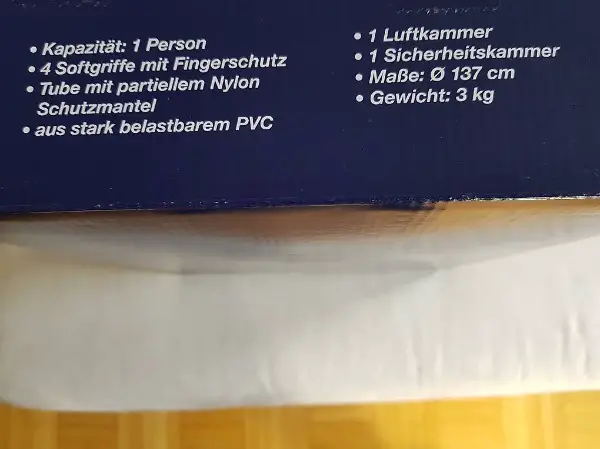 • Kapazität: 1 Person
• 4 Softgriffe mit Fingerschutz
• Tube mit partiellem Nylon
Schutzmantel
• aus stark belastbarem PVC
• 1 Luftkammer
• 1 Sicherheitskammer
• Maße: Ø 137 cm
• Gewicht: 3 kg